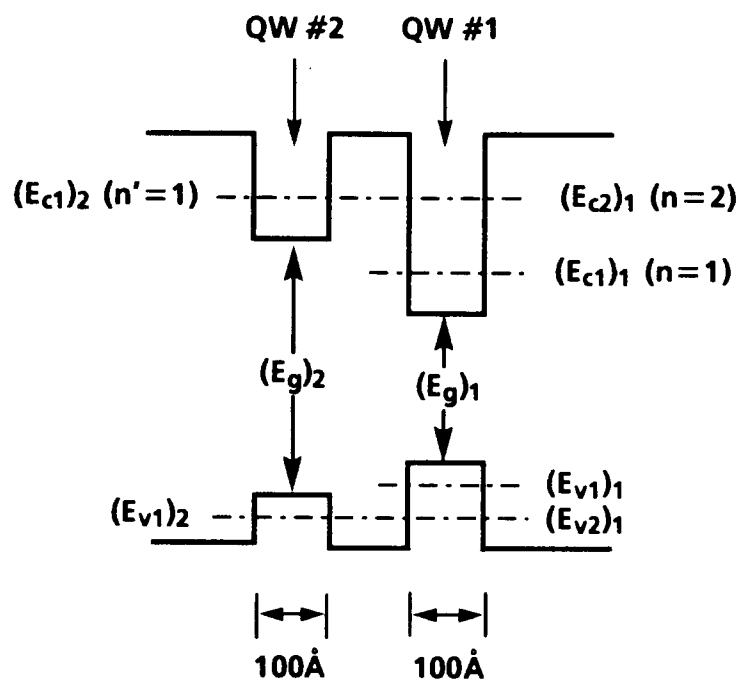 QW #2 QW #1
(Ec1)2 (n'=1) (Ec2)1 (n=2)
(Ec1)1 (n=1)
(Eg)2 (Eg)1
(Ev1)1
(Ev1)2 (Ev2)1
100Å 100Å